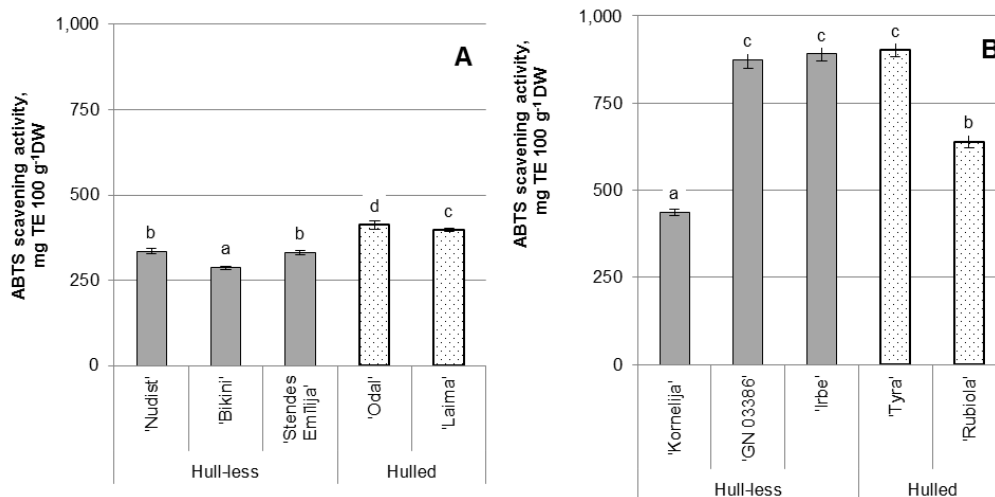 ABTS scavening activity,
mg TE 100 g⁻¹DW
1,000
750
500
250
0
A
b
a
b
d
c
'Nudist'
'Bikini'
'Stendes
Emīlija'
'Odal'
'Laima'
Hull-less
Hulled
ABTS scavening activity,
mg TE 100 g⁻¹ DW
1,000
750
500
250
0
B
a
c
c
c
b
'Kornelija'
'GN 03386'
'Irbe'
'Tyra'
'Rubiola'
Hull-less
Hulled